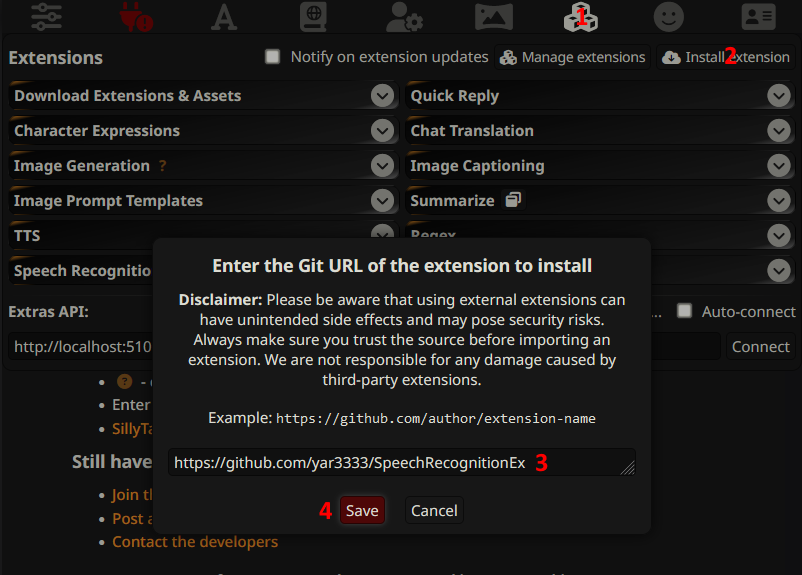 1
Extensions
Notify on extension updates
Manage extensions
Install extension
2
Download Extensions & Assets
Quick Reply
Character Expressions
Chat Translation
Image Generation ?
Image Captioning
Image Prompt Templates
Summarize
TTS
Regex
Speech Recognitio
Enter the Git URL of the extension to install
Disclaimer: Please be aware that using external extensions can
have unintended side effects and may pose security risks.
Always make sure you trust the source before importing an
extension. We are not responsible for any damage caused by
third-party extensions.
Extras API:
...
Auto-connect
http://localhost:510
Connect
? -
Enter
SillyTa
Example: https://github.com/author/extension-name
Still have
https://github.com/yar3333/SpeechRecognitionEx
3
Join th
Post a
4
Save
Cancel
Contact the developers